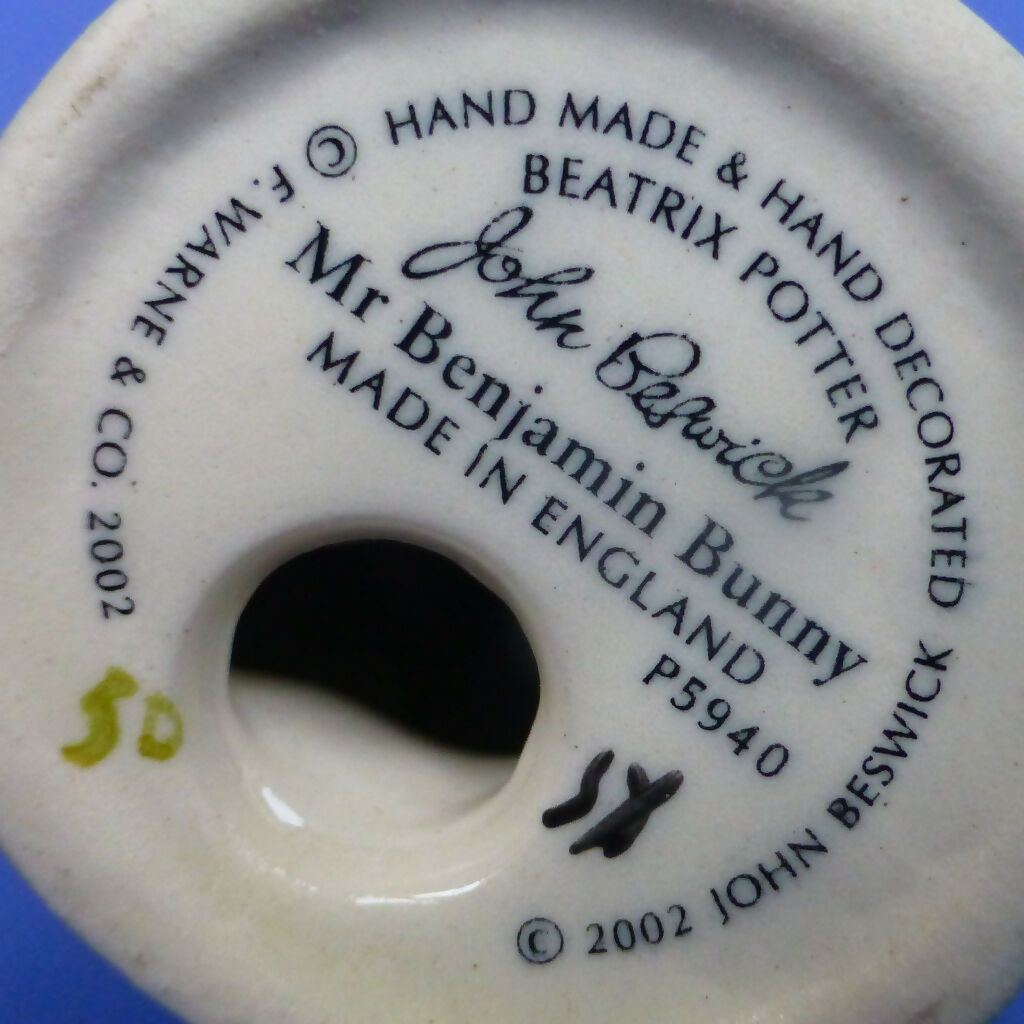 HAND MADE & HAND DECORATED
BEATRIX POTTER
John Beswick
Mr Benjamin Bunny
MADE IN ENGLAND
P5940
© F. WARNE & CO. 2002
© 2002 JOHN BESWICK